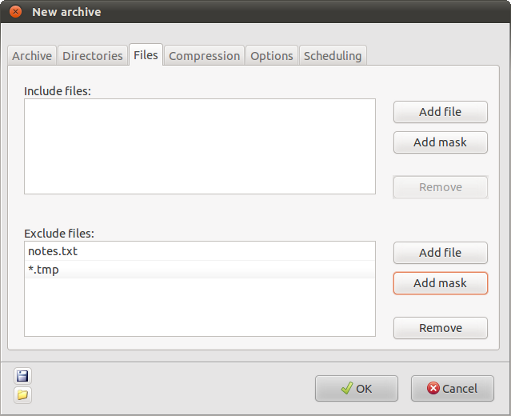 New archive
Archive Directories Files Compression Options Scheduling
Include files:
Add file
Add mask
Remove
Exclude files:
notes.txt
*.tmp
Add file
Add mask
Remove
OK Cancel